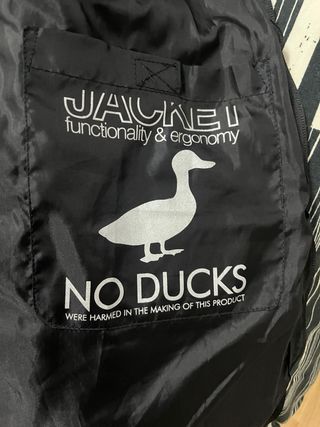 JACKET
functionality & ergonomy
NO DUCKS
WERE HARMED IN THE MAKING OF THIS PRODUCT